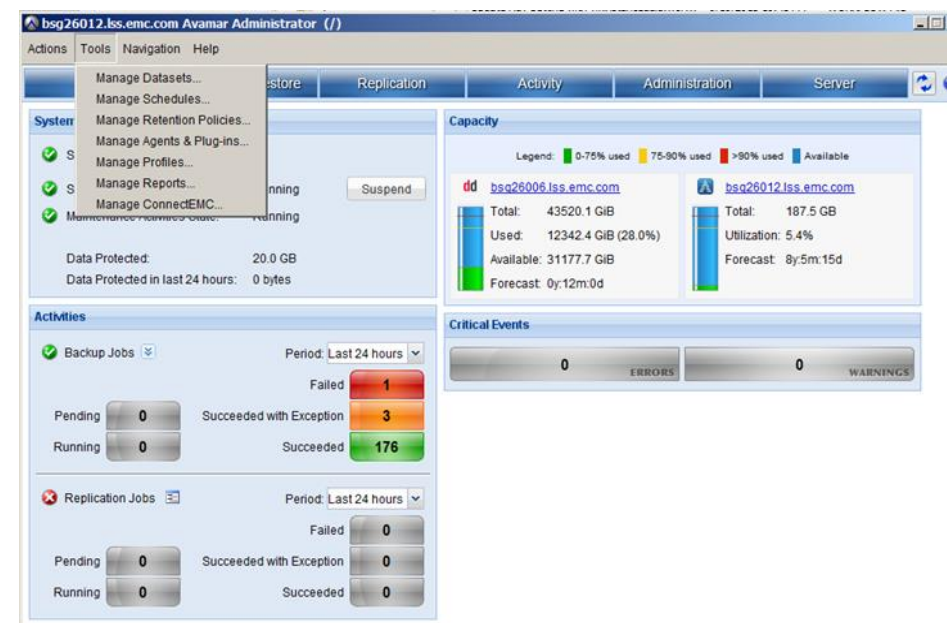 bsg26012.lss.emc.com Avamar Administrator (/)
Actions Tools Navigation Help
Manage Datasets...
Manage Schedules...
Manage Retention Policies...
Manage Agents & Plug-ins...
Manage Profiles...
Manage Reports...
Manage ConnectEMC...
estore Replication Activity Administration Server
System
S
S nning Suspend
Maintenance Activities State: Running
Data Protected: 20.0 GB
Data Protected in last 24 hours: 0 bytes
Capacity
Legend: 0-75% used 75-90% used >90% used Available
dd bsg26006.lss.emc.com
Total: 43520.1 GiB
Used: 12342.4 GiB (28.0%)
Available: 31177.7 GiB
Forecast: 0y:12m:0d
bsg26012.lss.emc.com
Total: 187.5 GB
Utilization: 5.4%
Forecast: 8y:5m:15d
Activities
Backup Jobs Period: Last 24 hours
Failed 1
Pending 0 Succeeded with Exception 3
Running 0 Succeeded 176
Replication Jobs Period: Last 24 hours
Failed 0
Pending 0 Succeeded with Exception 0
Running 0 Succeeded 0
Critical Events
0 ERRORS 0 WARNINGS